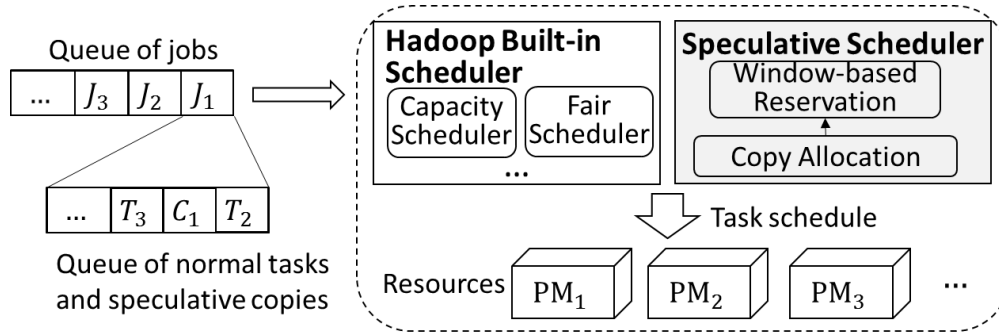 Queue of jobs
... J₃ J₂ J₁
... T₃ C₁ T₂
Queue of normal tasks
and speculative copies
Hadoop Built-in
Scheduler
Capacity
Scheduler
Fair
Scheduler
...
Speculative Scheduler
Window-based
Reservation
Copy Allocation
Task schedule
Resources PM₁ PM₂ PM₃ ...